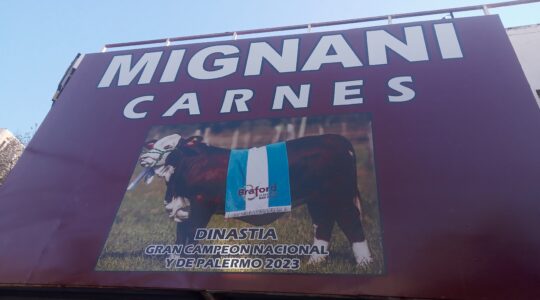 MIGNANI
CARNES
Braford
DINASTIA
GRAN CAMPEON NACIONAL
Y DE PALERMO 2023